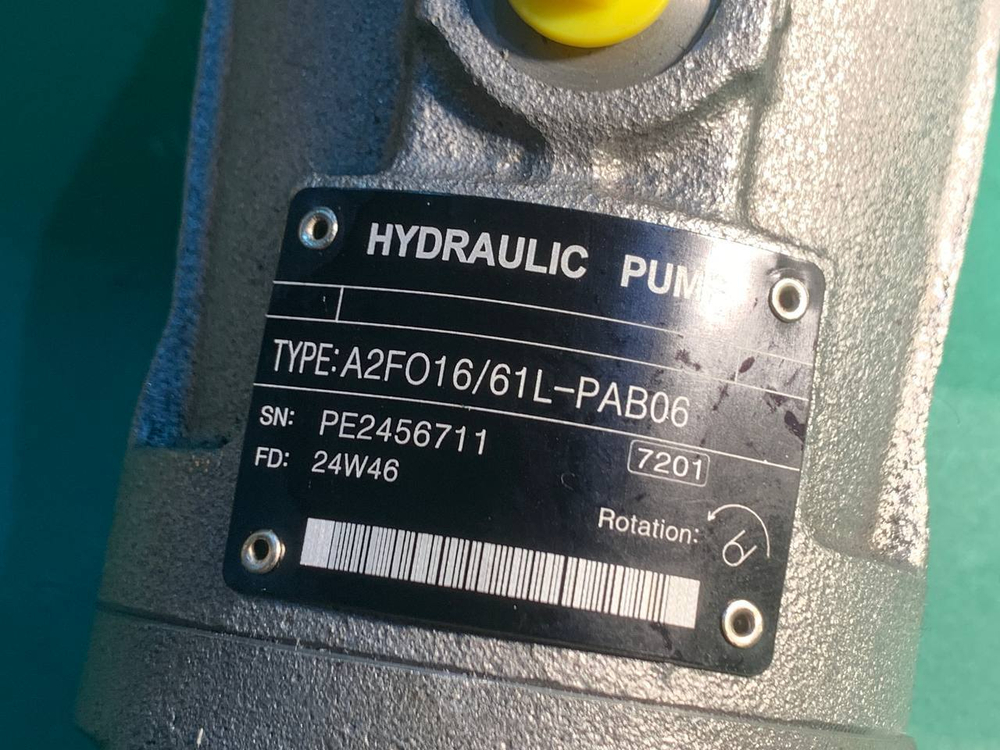 HYDRAULIC PUMP
TYPE: A2FO16/61L-PAB06
SN: PE2456711
7201
FD: 24W46
Rotation: